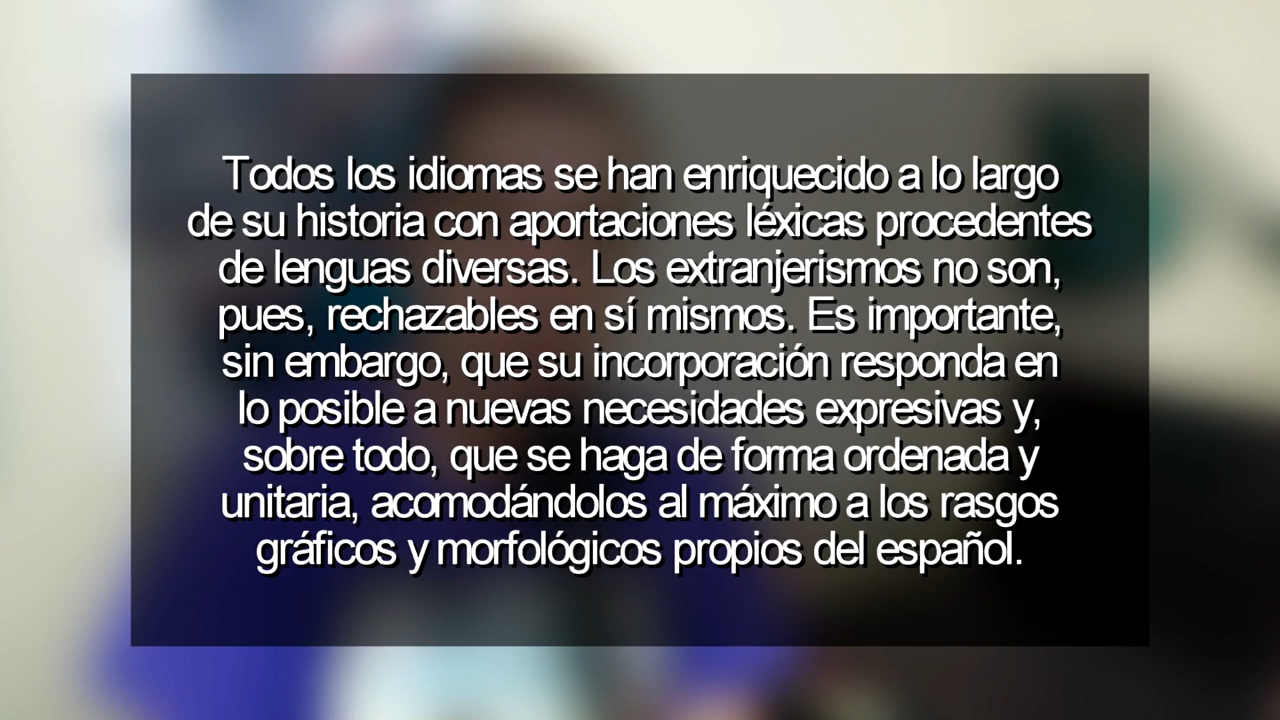 Todos los idiomas se han enriquecido a lo largo
de su historia con aportaciones léxicas procedentes
de lenguas diversas. Los extranjerismos no son,
pues, rechazables en sí mismos. Es importante,
sin embargo, que su incorporación responda en
lo posible a nuevas necesidades expresivas y,
sobre todo, que se haga de forma ordenada y
unitaria, acomodándolos al máximo a los rasgos
gráficos y morfológicos propios del español.